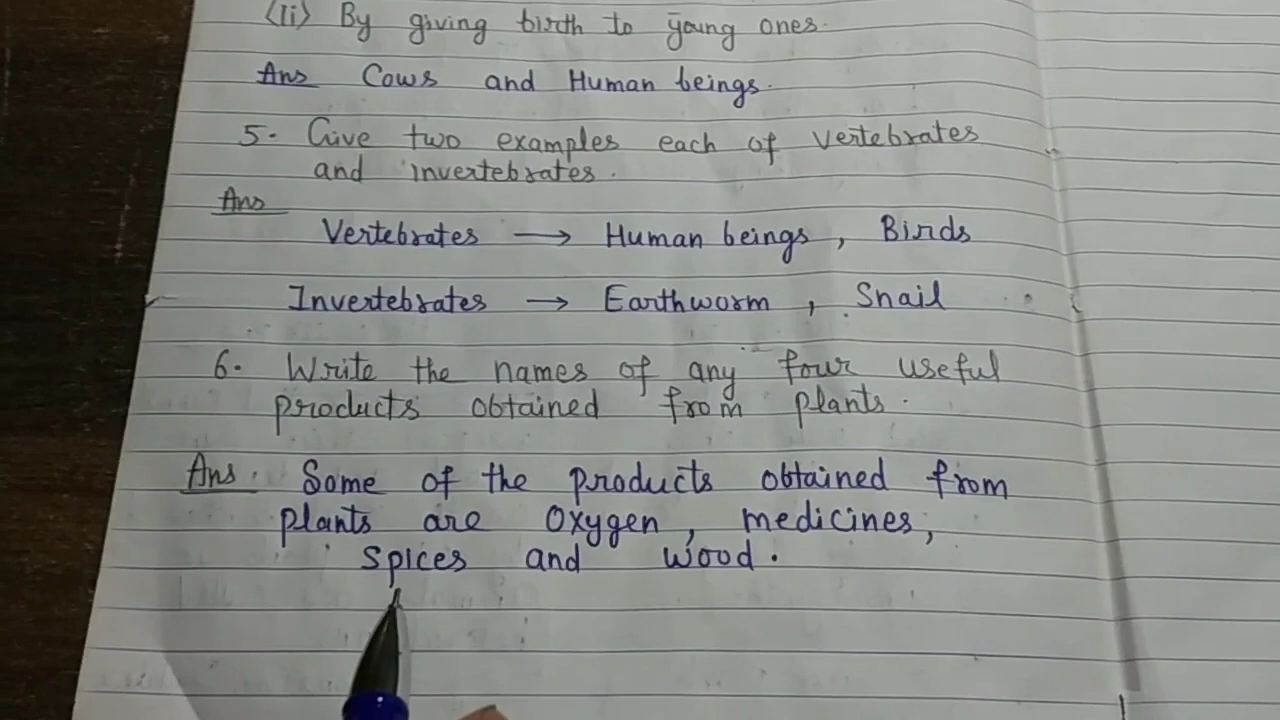 (ii) By giving birth to young ones.
Ans Cows and Human beings.
5. Give two examples each of vertebrates
and invertebrates.
Ans
Vertebrates → Human beings, Birds
Invertebrates → Earthworm, Snail
6. Write the names of any four useful
products obtained from plants.
Ans. Some of the products obtained from
plants are Oxygen, medicines,
spices and wood.